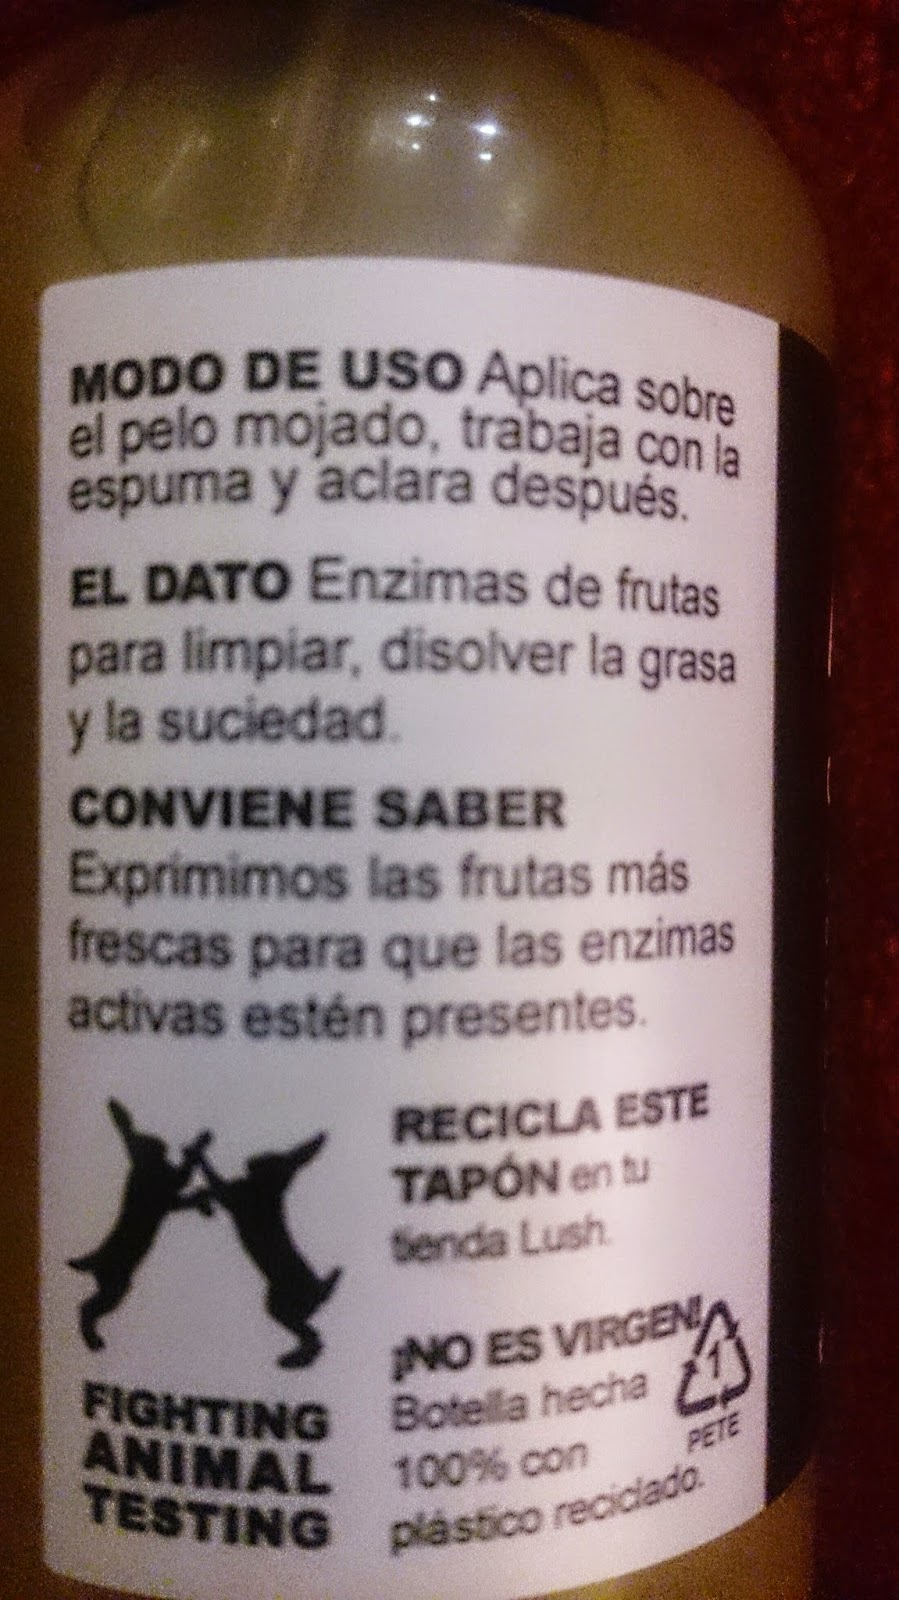 MODO DE USO Aplica sobre
el pelo mojado, trabaja con la
espuma y aclara después.
EL DATO Enzimas de frutas
para limpiar, disolver la grasa
y la suciedad.
CONVIENE SABER
Exprimimos las frutas más
frescas para que las enzimas
activas estén presentes.
RECICLA ESTE
TAPÓN en tu
tienda Lush.
FIGHTING
ANIMAL
TESTING
¡NO ES VIRGEN!
Botella hecha
100% con
plástico reciclado.
1
PETE